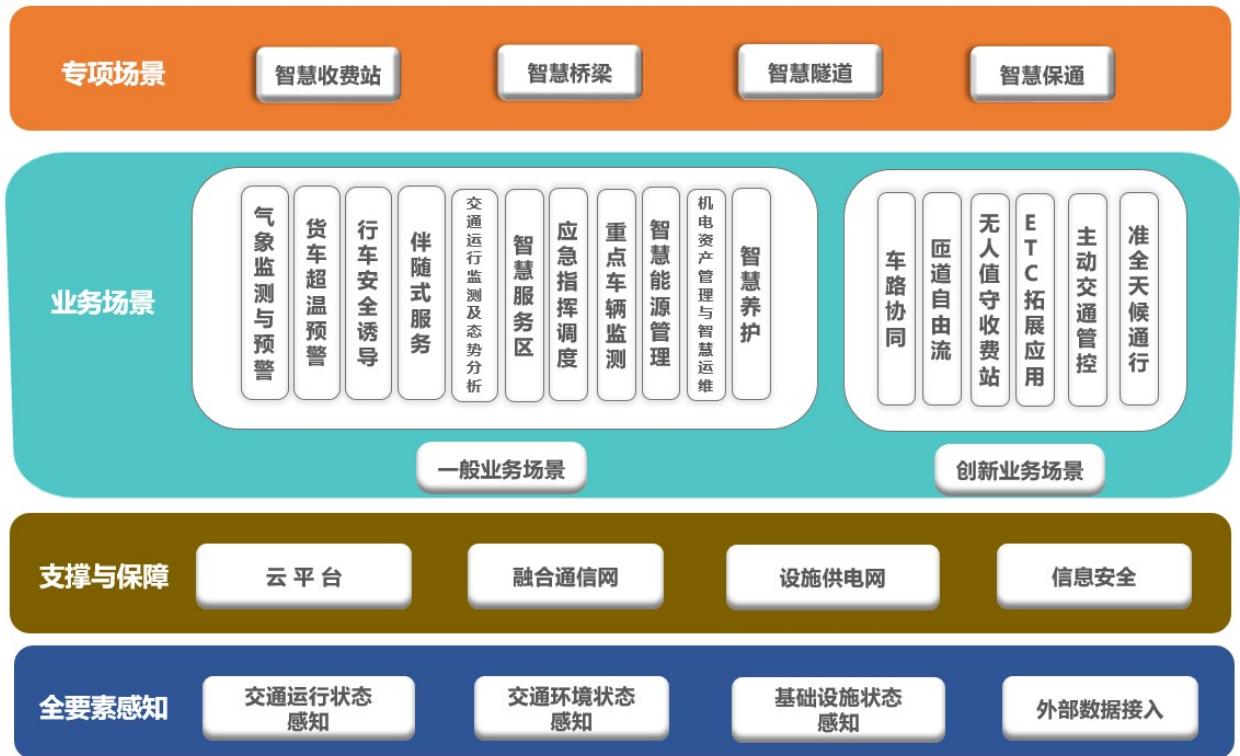 专项场景
智慧收费站
智慧桥梁
智慧隧道
智慧保通
业务场景
气象监测与预警
货车超温预警
行车安全诱导
伴随式服务
交通运行监测及态势分析
智慧服务区
应急指挥调度
重点车辆监测
智慧能源管理
机电资产管理与智慧运维
智慧养护
一般业务场景
车路协同
匝道自由流
无人值守收费站
ETC拓展应用
主动交通管控
准全天候通行
创新业务场景
支撑与保障
云平台
融合通信网
设施供电网
信息安全
全要素感知
交通运行状态
感知
交通环境状态
感知
基础设施状态
感知
外部数据接入